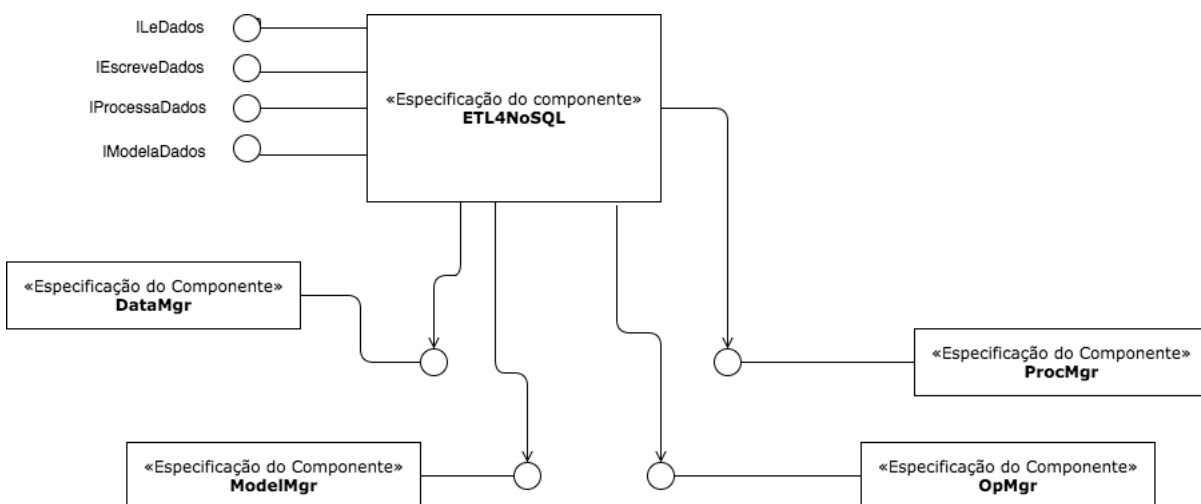 ILeDados
IEscreveDados
IProcessaDados
IModelaDados
«Especificação do componente»
ETL4NoSQL
«Especificação do Componente»
DataMgr
«Especificação do Componente»
ProcMgr
«Especificação do Componente»
ModelMgr
«Especificação do Componente»
OpMgr